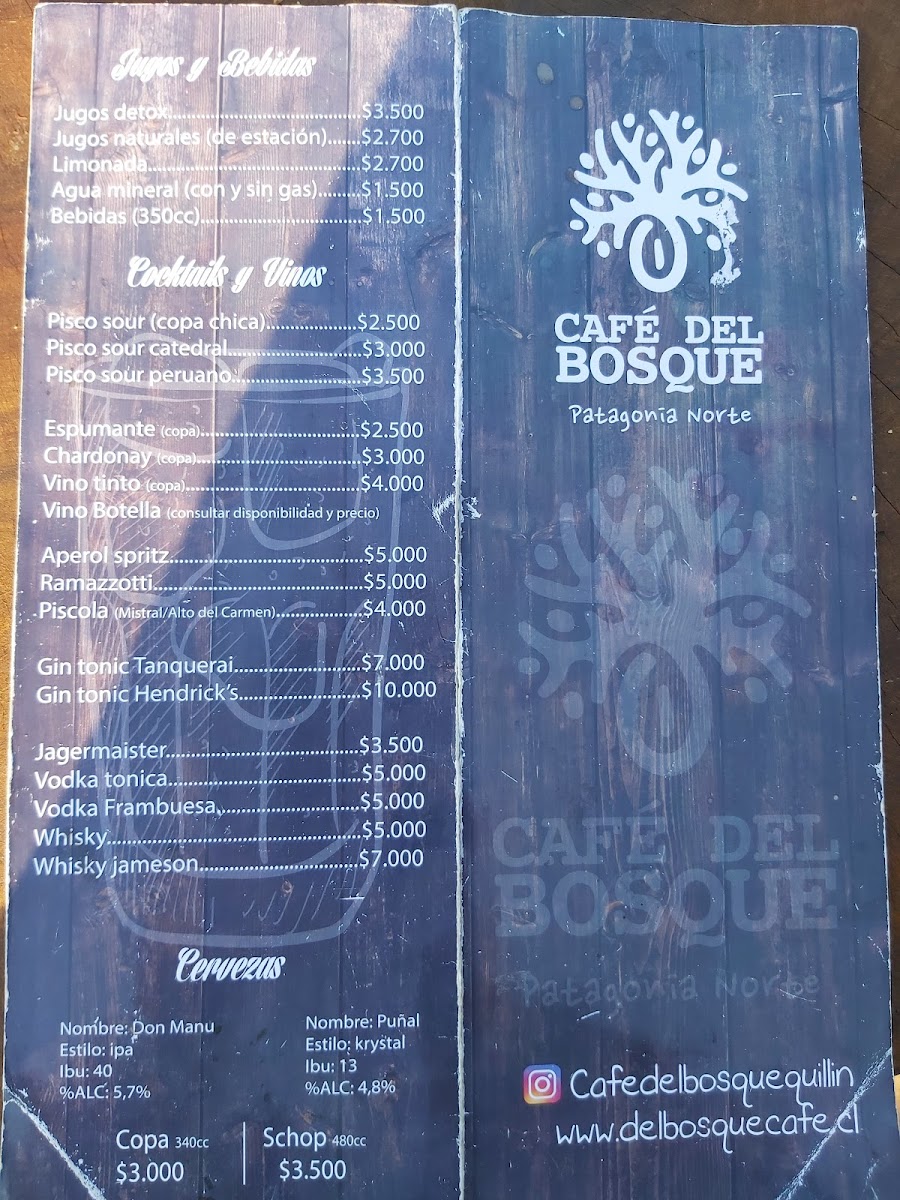 Jugos y Bebidas
Jugos detox..............................$3.500
Jugos naturales (de estación)......$2.700
Limonada..................................$2.700
Agua mineral (con y sin gas)........$1.500
Bebidas (350cc)..........................$1.500
Cocktails y Vinos
Pisco sour (copa chica)................$2.500
Pisco sour catedral......................$3.000
Pisco sour peruano......................$3.500
Espumante (copa)...........................$2.500
Chardonay (copa)............................$3.000
Vino tinto (copa)..............................$4.000
Vino Botella (consultar disponibilidad y precio)
Aperol spritz................................$5.000
Ramazzotti...................................$5.000
Piscola (Mistral/Alto del Carmen)..............$4.000
Gin tonic Tanquerai......................$7.000
Gin tonic Hendrick's.....................$10.000
Jagermaister................................$3.500
Vodka tonica................................$5.000
Vodka Frambuesa........................$5.000
Whisky..........................................$5.000
Whisky jameson...........................$7.000
Cervezas
Nombre: Don Manu
Estilo: ipa
Ibu: 40
%ALC: 5,7%
Nombre: Puñal
Estilo: krystal
Ibu: 13
%ALC: 4,8%
Copa 340cc
$3.000
Schop 480cc
$3.500
CAFÉ DEL
BOSQUE
Patagonia Norte
CAFÉ DEL
BOSQUE
Patagonia Norte
Cafedelbosquequillin
www.delbosquecafe.cl